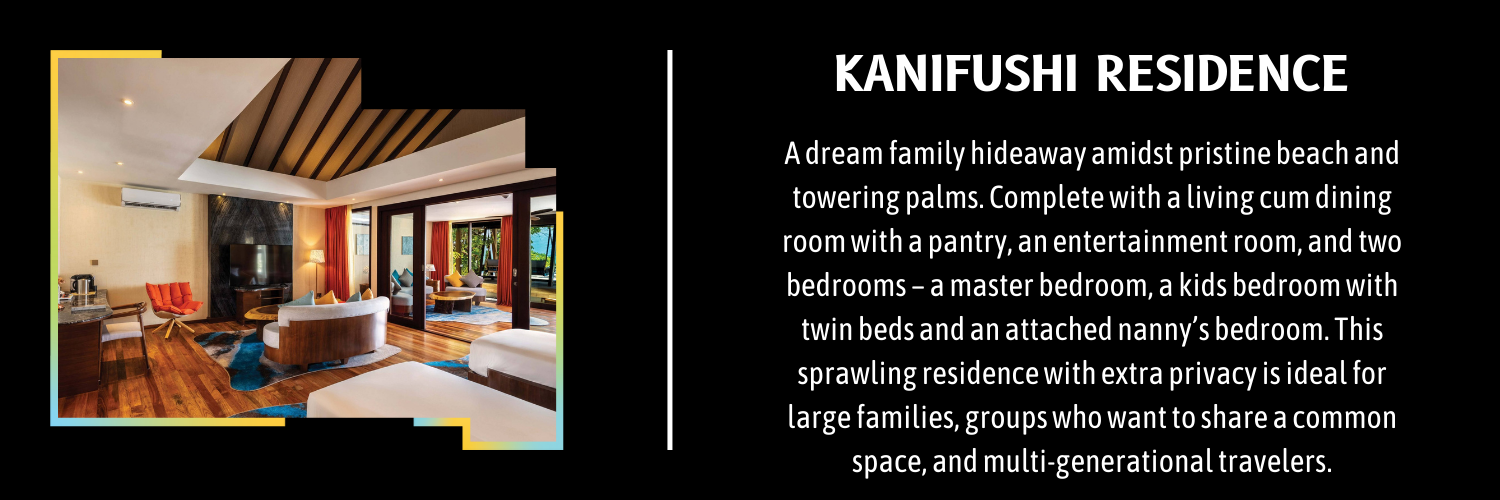 KANIFUSHI RESIDENCE
A dream family hideaway amidst pristine beach and
towering palms. Complete with a living cum dining
room with a pantry, an entertainment room, and two
bedrooms – a master bedroom, a kids bedroom with
twin beds and an attached nanny's bedroom. This
sprawling residence with extra privacy is ideal for
large families, groups who want to share a common
space, and multi-generational travelers.